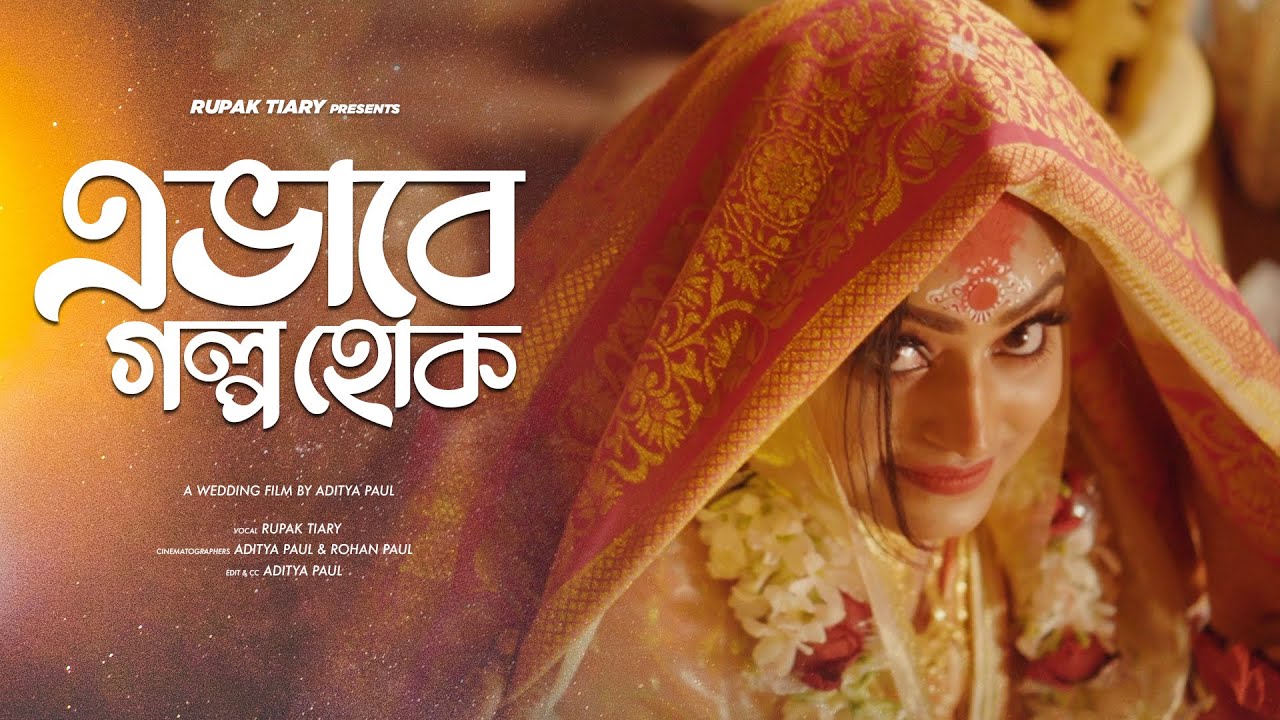 RUPAK TIARY PRESENTS
এভাবে
গল্প হোক
A WEDDING FILM BY ADITYA PAUL
VOCAL RUPAK TIARY
CINEMATOGRAPHERS ADITYA PAUL & ROHAN PAUL
EDIT & CC ADITYA PAUL